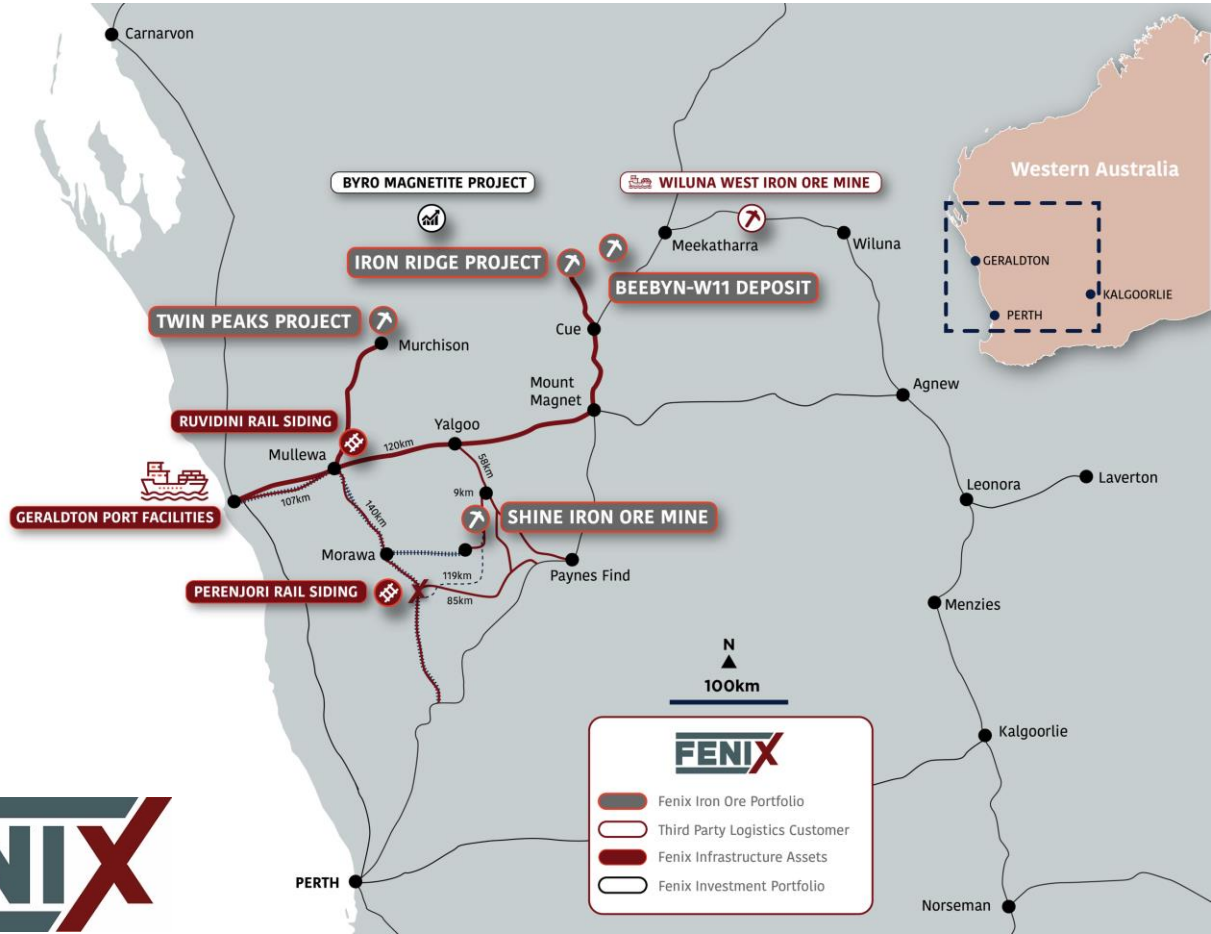 Carnarvon
BYRO MAGNETITE PROJECT
WILUNA WEST IRON ORE MINE
Western Australia
Meekatharra
Wiluna
IRON RIDGE PROJECT
BEEBYN-W11 DEPOSIT
GERALDTON
KALGOORLIE
PERTH
TWIN PEAKS PROJECT
Murchison
Cue
Mount
Magnet
Agnew
RUVIDINI RAIL SIDING
Yalgoo
120km
Mullewa
58km
107km
9km
Leonora
Laverton
GERALDTON PORT FACILITIES
140km
SHINE IRON ORE MINE
Morawa
Paynes Find
119km
PERENJORI RAIL SIDING
85km
Menzies
N
100km
FENIX
Fenix Iron Ore Portfolio
Third Party Logistics Customer
Fenix Infrastructure Assets
Fenix Investment Portfolio
Kalgoorlie
NIX
PERTH
Norseman